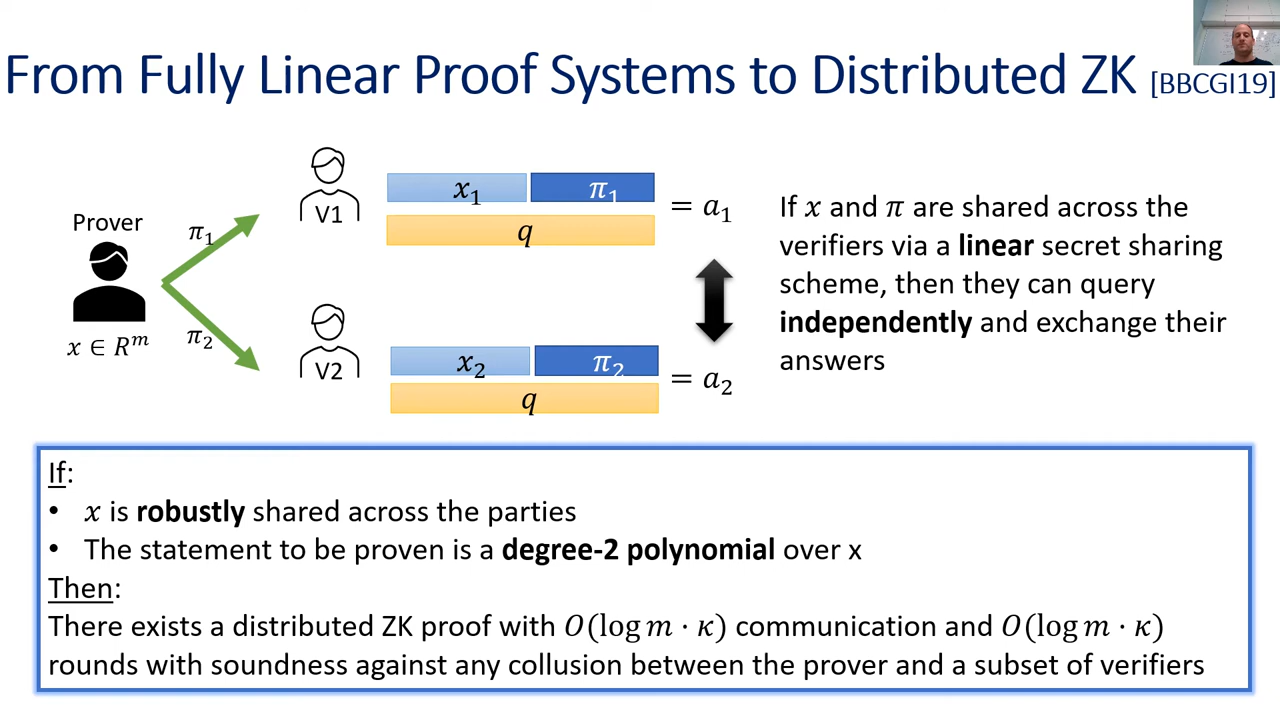 From Fully Linear Proof Systems to Distributed ZK [BBCGI19]
Prover
x ∈ R^m
π₁
π₂
V1
x₁ π₁
q
= a₁
V2
x₂ π₂
q
= a₂
If x and π are shared across the
verifiers via a linear secret sharing
scheme, then they can query
independently and exchange their
answers
If:
• x is robustly shared across the parties
• The statement to be proven is a degree-2 polynomial over x
Then:
There exists a distributed ZK proof with O(log m · κ) communication and O(log m · κ)
rounds with soundness against any collusion between the prover and a subset of verifiers